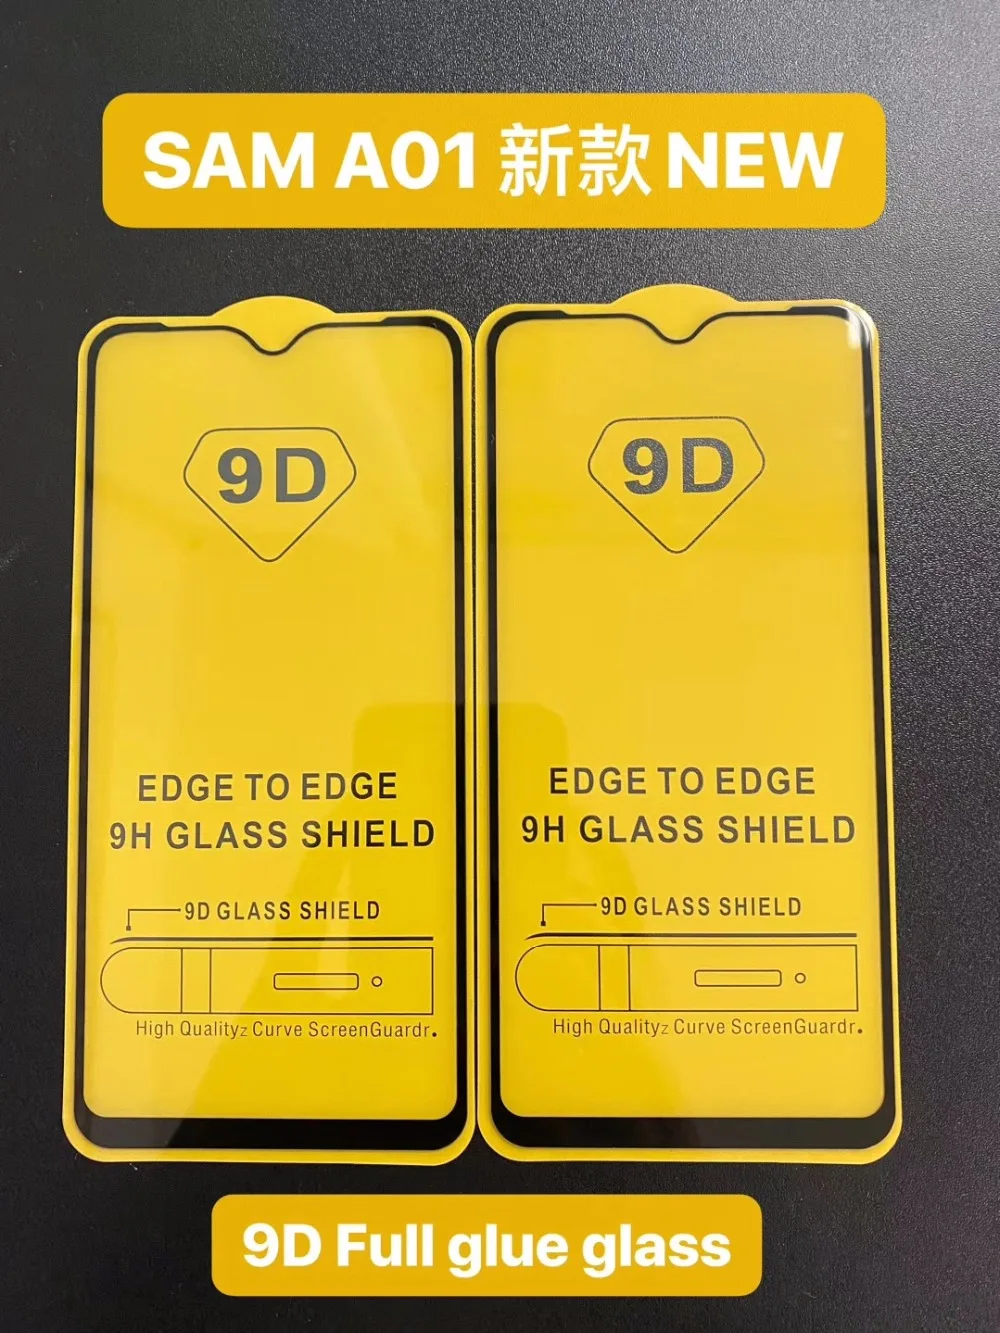 SAM A01 新款 NEW
9D
EDGE TO EDGE
9H GLASS SHIELD
9D GLASS SHIELD
High Qualityz Curve ScreenGuardr.
9D
EDGE TO EDGE
9H GLASS SHIELD
9D GLASS SHIELD
High Qualityz Curve ScreenGuardr.
9D Full glue glass